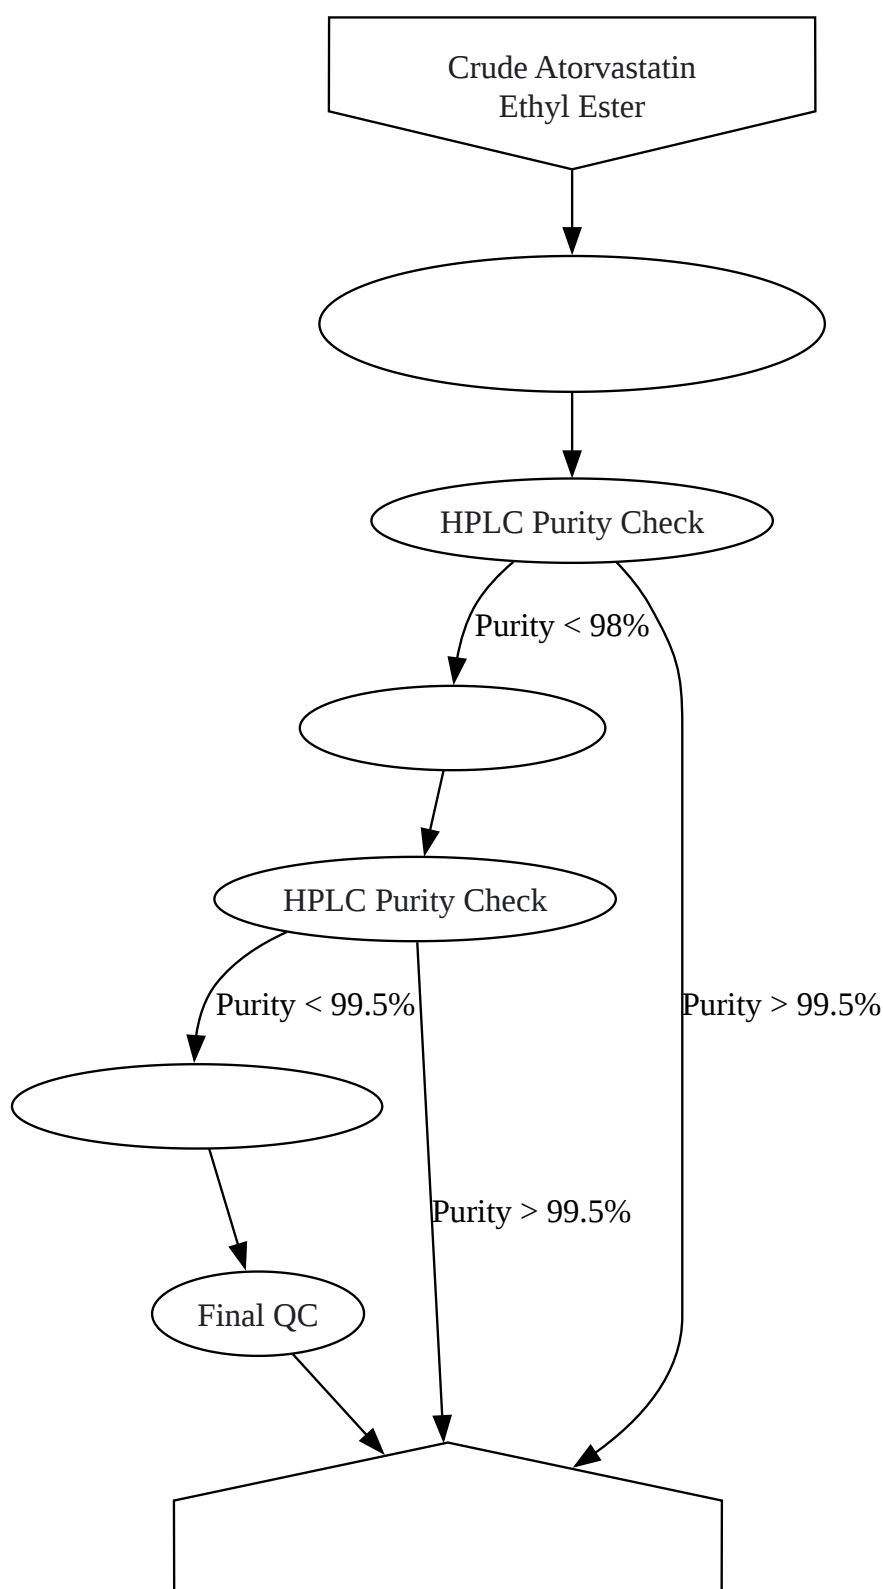 Crude Atorvastatin
Ethyl Ester
HPLC Purity Check
Purity < 98%
HPLC Purity Check
Purity < 99.5%
Purity > 99.5%
Purity > 99.5%
Final QC